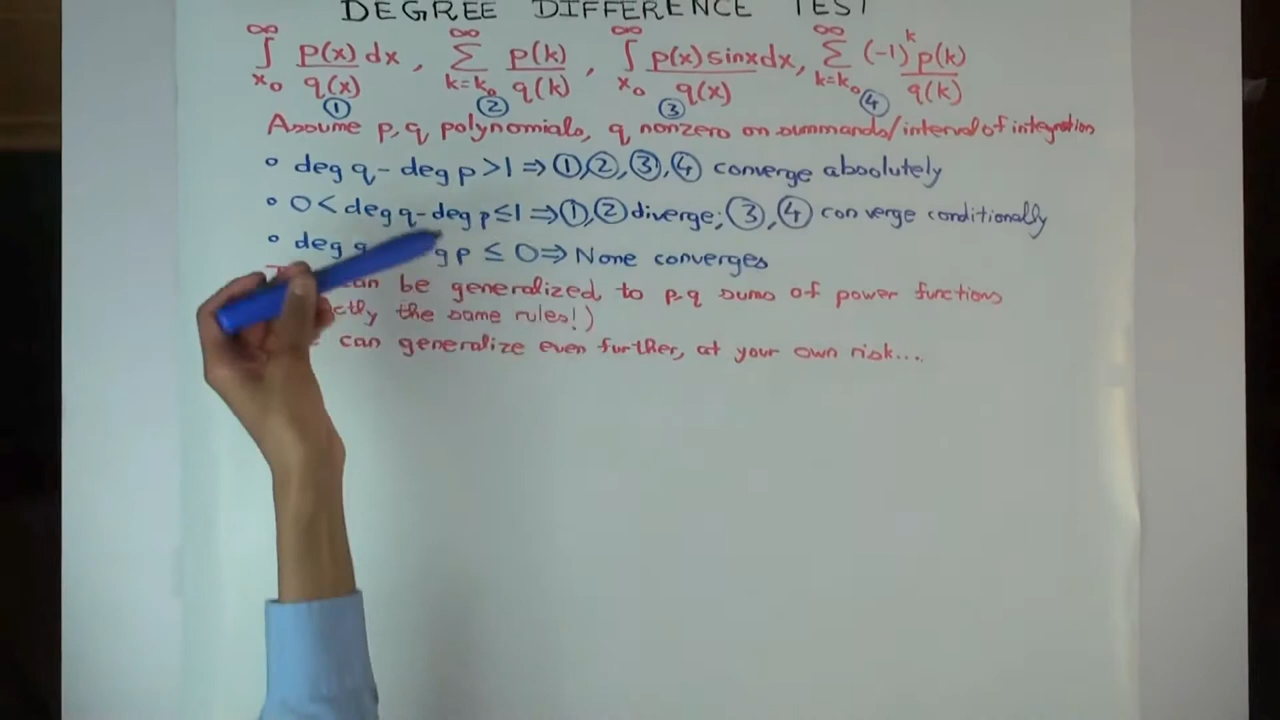 DEGREE DIFFERENCE TEST
∫_{x₀}^{∞} p(x)/q(x) dx, ∑_{k=k₀}^{∞} p(k)/q(k), ∫_{x₀}^{∞} p(x)sinx/q(x) dx, ∑_{k=k₀}^{∞} (-1)^k p(k)/q(k)
① ② ③ ④
Assume p,q polynomials, q nonzero on summands/interval of integration
• deg q - deg p > 1 ⇒ ①,②,③,④ converge absolutely
• 0 < deg q - deg p ≤ 1 ⇒ ①,② diverge; ③,④ converge conditionally
• deg q gp ≤ 0 ⇒ None converges
can be generalized to p,q sums of power functions
ctly the same rules!)
can generalize even further, at your own risk...